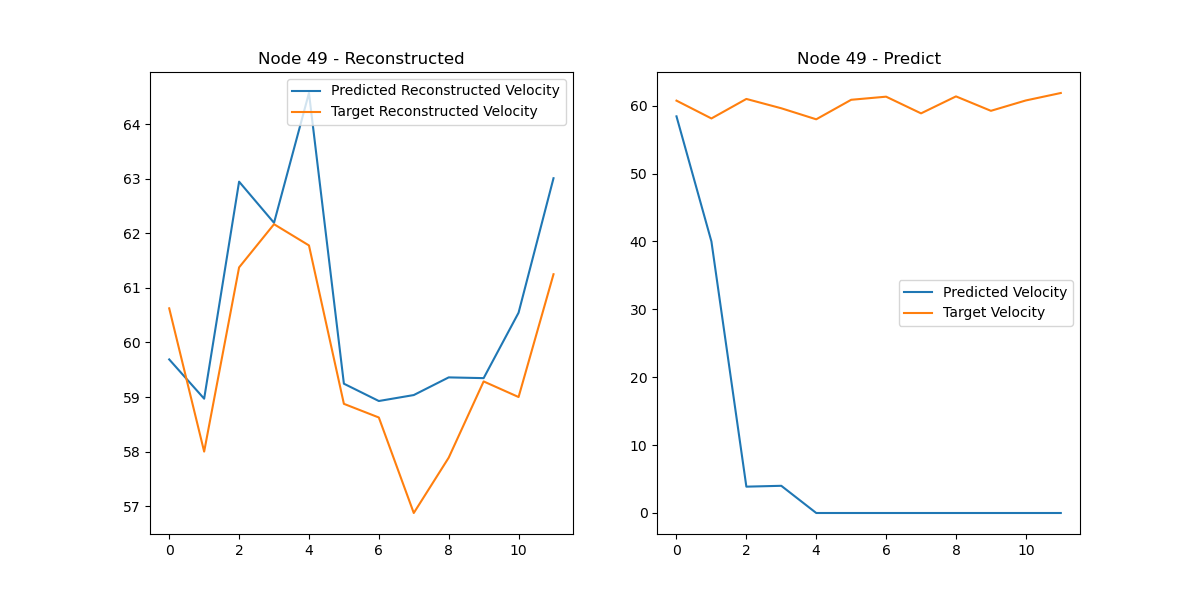 Node 49 - Reconstructed
Predicted Reconstructed Velocity
Target Reconstructed Velocity
64
63
62
61
60
59
58
57
0 2 4 6 8 10
Node 49 - Predict
Predicted Velocity
Target Velocity
60
50
40
30
20
10
0
0 2 4 6 8 10